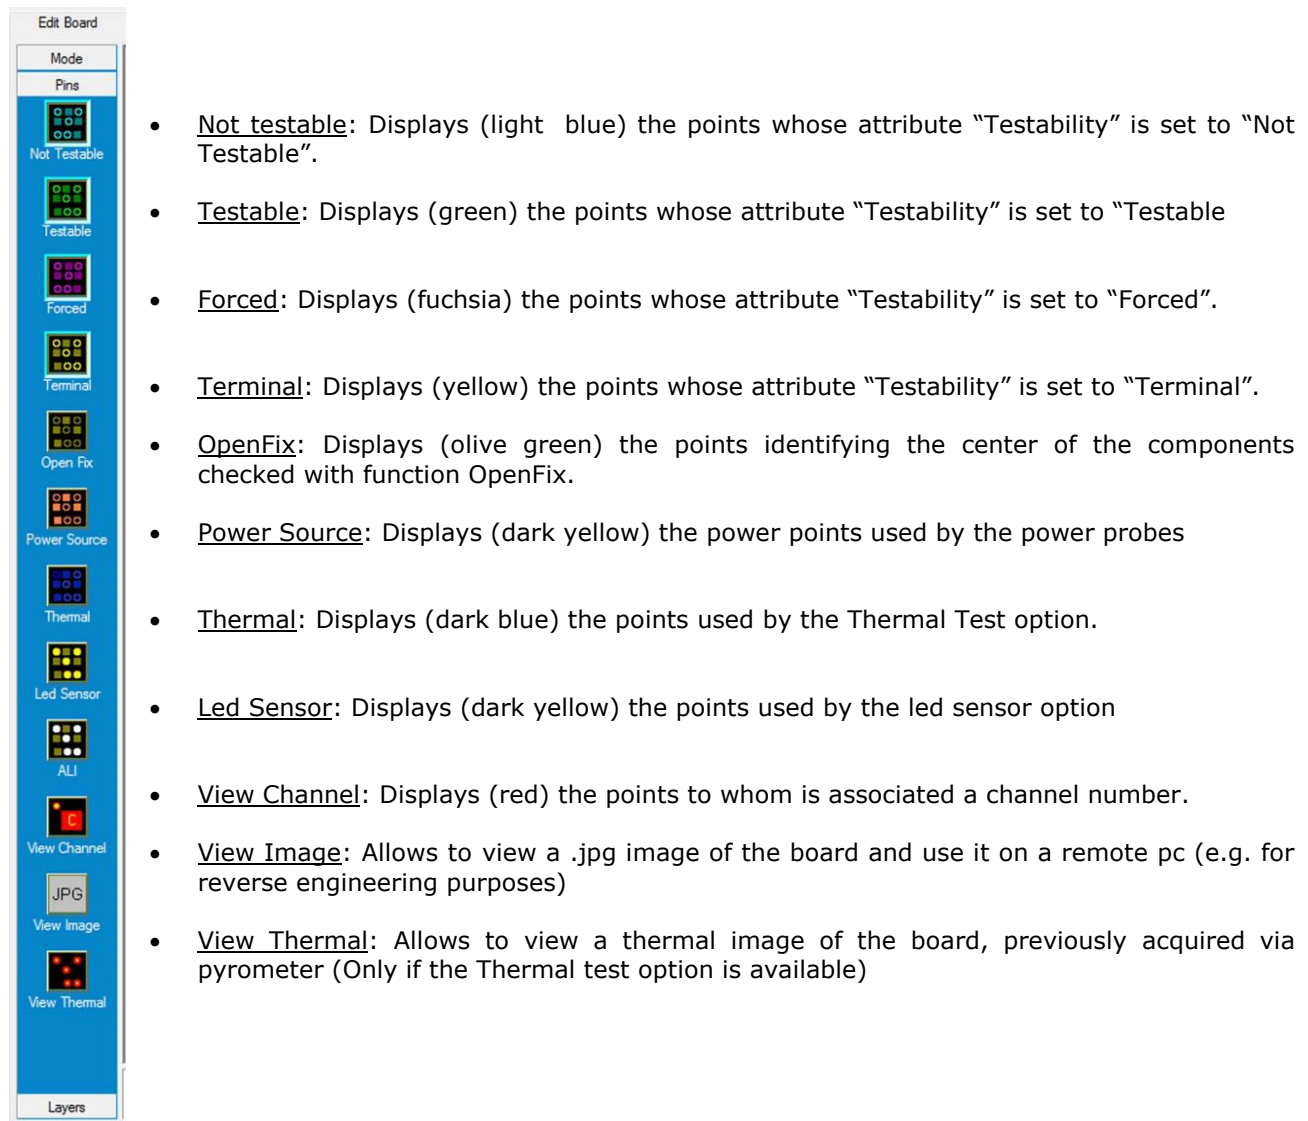 Edit Board
Mode
Pins
Not Testable
Testable
Forced
Terminal
Open Fix
Power Source
Thermal
Led Sensor
ALI
C
View Channel
JPG
View Image
View Thermal
Layers
• Not testable: Displays (light  blue) the points whose attribute “Testability” is set to “Not
Testable”.
• Testable: Displays (green) the points whose attribute “Testability” is set to “Testable
• Forced: Displays (fuchsia) the points whose attribute “Testability” is set to “Forced”.
• Terminal: Displays (yellow) the points whose attribute “Testability” is set to “Terminal”.
• OpenFix: Displays (olive green) the points identifying the center of the components
checked with function OpenFix.
• Power Source: Displays (dark yellow) the power points used by the power probes
• Thermal: Displays (dark blue) the points used by the Thermal Test option.
• Led Sensor: Displays (dark yellow) the points used by the led sensor option
• View Channel: Displays (red) the points to whom is associated a channel number.
• View Image: Allows to view a .jpg image of the board and use it on a remote pc (e.g. for
reverse engineering purposes)
• View Thermal: Allows to view a thermal image of the board, previously acquired via
pyrometer (Only if the Thermal test option is available)